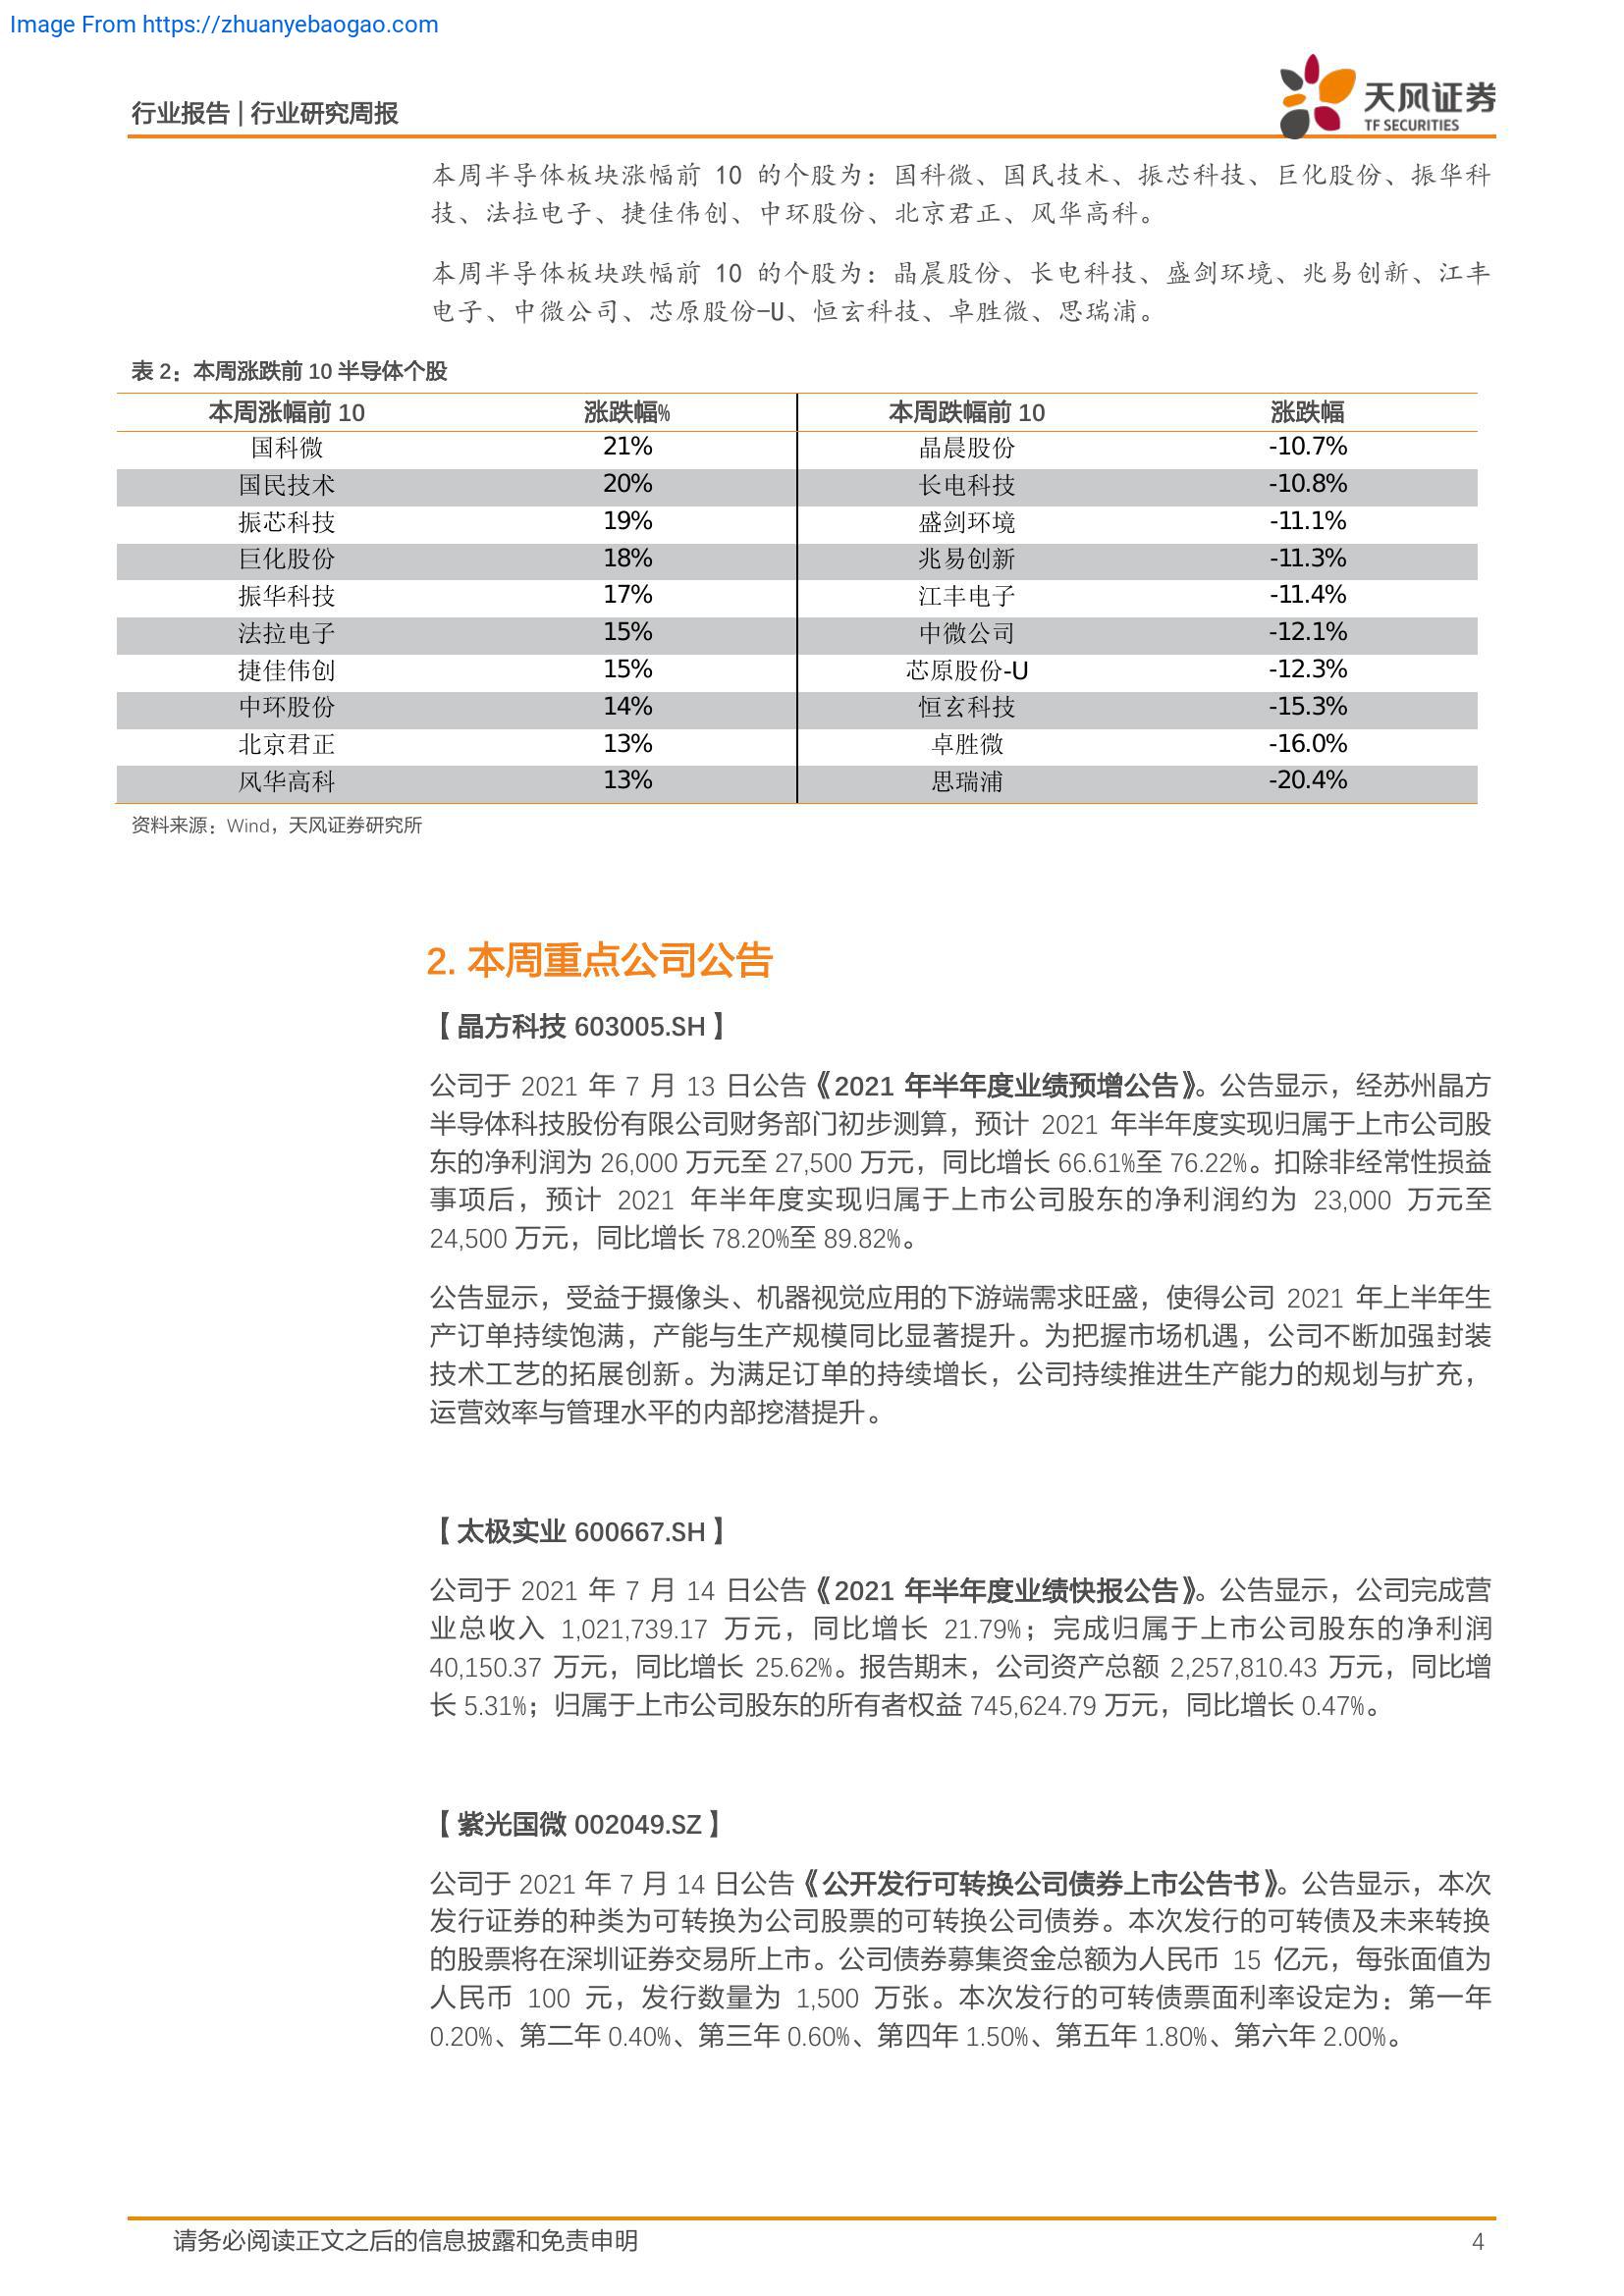 Image From https://zhuanyebaogao.com
行业报告 | 行业研究周报
天风证券
TF SECURITIES
本周半导体板块涨幅前 10 的个股为：国科微、国民技术、振芯科技、巨化股份、振华科
技、法拉电子、捷佳伟创、中环股份、北京君正、风华高科。
本周半导体板块跌幅前 10 的个股为：晶晨股份、长电科技、盛剑环境、兆易创新、江丰
电子、中微公司、芯原股份-U、恒玄科技、卓胜微、思瑞浦。
表 2：本周涨跌前 10 半导体个股
本周涨幅前 10 涨跌幅% 本周跌幅前 10 涨跌幅
国科微 21% 晶晨股份 -10.7%
国民技术 20% 长电科技 -10.8%
振芯科技 19% 盛剑环境 -11.1%
巨化股份 18% 兆易创新 -11.3%
振华科技 17% 江丰电子 -11.4%
法拉电子 15% 中微公司 -12.1%
捷佳伟创 15% 芯原股份-U -12.3%
中环股份 14% 恒玄科技 -15.3%
北京君正 13% 卓胜微 -16.0%
风华高科 13% 思瑞浦 -20.4%
资料来源：Wind，天风证券研究所
2. 本周重点公司公告
【晶方科技 603005.SH】
公司于 2021 年 7 月 13 日公告《2021 年半年度业绩预增公告》。公告显示，经苏州晶方
半导体科技股份有限公司财务部门初步测算，预计 2021 年半年度实现归属于上市公司股
东的净利润为 26,000 万元至 27,500 万元，同比增长 66.61%至 76.22%。扣除非经常性损益
事项后，预计 2021 年半年度实现归属于上市公司股东的净利润约为 23,000 万元至
24,500 万元，同比增长 78.20%至 89.82%。
公告显示，受益于摄像头、机器视觉应用的下游端需求旺盛，使得公司 2021 年上半年生
产订单持续饱满，产能与生产规模同比显著提升。为把握市场机遇，公司不断加强封装
技术工艺的拓展创新。为满足订单的持续增长，公司持续推进生产能力的规划与扩充，
运营效率与管理水平的内部挖潜提升。
【太极实业 600667.SH】
公司于 2021 年 7 月 14 日公告《2021 年半年度业绩快报公告》。公告显示，公司完成营
业总收入 1,021,739.17 万元，同比增长 21.79%；完成归属于上市公司股东的净利润
40,150.37 万元，同比增长 25.62%。报告期末，公司资产总额 2,257,810.43 万元，同比增
长 5.31%；归属于上市公司股东的所有者权益 745,624.79 万元，同比增长 0.47%。
【紫光国微 002049.SZ】
公司于 2021 年 7 月 14 日公告《公开发行可转换公司债券上市公告书》。公告显示，本次
发行证券的种类为可转换为公司股票的可转换公司债券。本次发行的可转债及未来转换
的股票将在深圳证券交易所上市。公司债券募集资金总额为人民币 15 亿元，每张面值为
人民币 100 元，发行数量为 1,500 万张。本次发行的可转债票面利率设定为：第一年
0.20%、第二年 0.40%、第三年 0.60%、第四年 1.50%、第五年 1.80%、第六年 2.00%。
请务必阅读正文之后的信息披露和免责申明 4